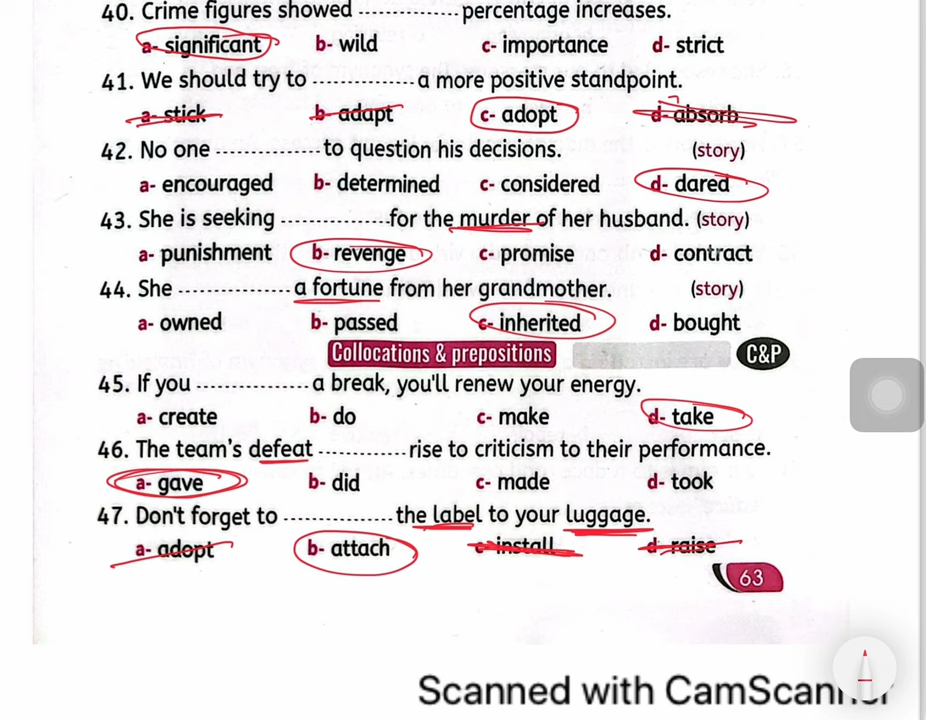 40. Crime figures showed ------------- percentage increases.
a- significant b- wild c- importance d- strict
41. We should try to ------------- a more positive standpoint.
a- stick b- adapt c- adopt d- absorb
42. No one -------------- to question his decisions. (story)
a- encouraged b- determined c- considered d- dared
43. She is seeking -------------- for the murder of her husband. (story)
a- punishment b- revenge c- promise d- contract
44. She --------------- a fortune from her grandmother. (story)
a- owned b- passed c- inherited d- bought
Collocations & prepositions C&P
45. If you --------------- a break, you'll renew your energy.
a- create b- do c- make d- take
46. The team's defeat ------------ rise to criticism to their performance.
a- gave b- did c- made d- took
47. Don't forget to -------------- the label to your luggage.
a- adopt b- attach c- install d- raise
63
Scanned with CamScanner